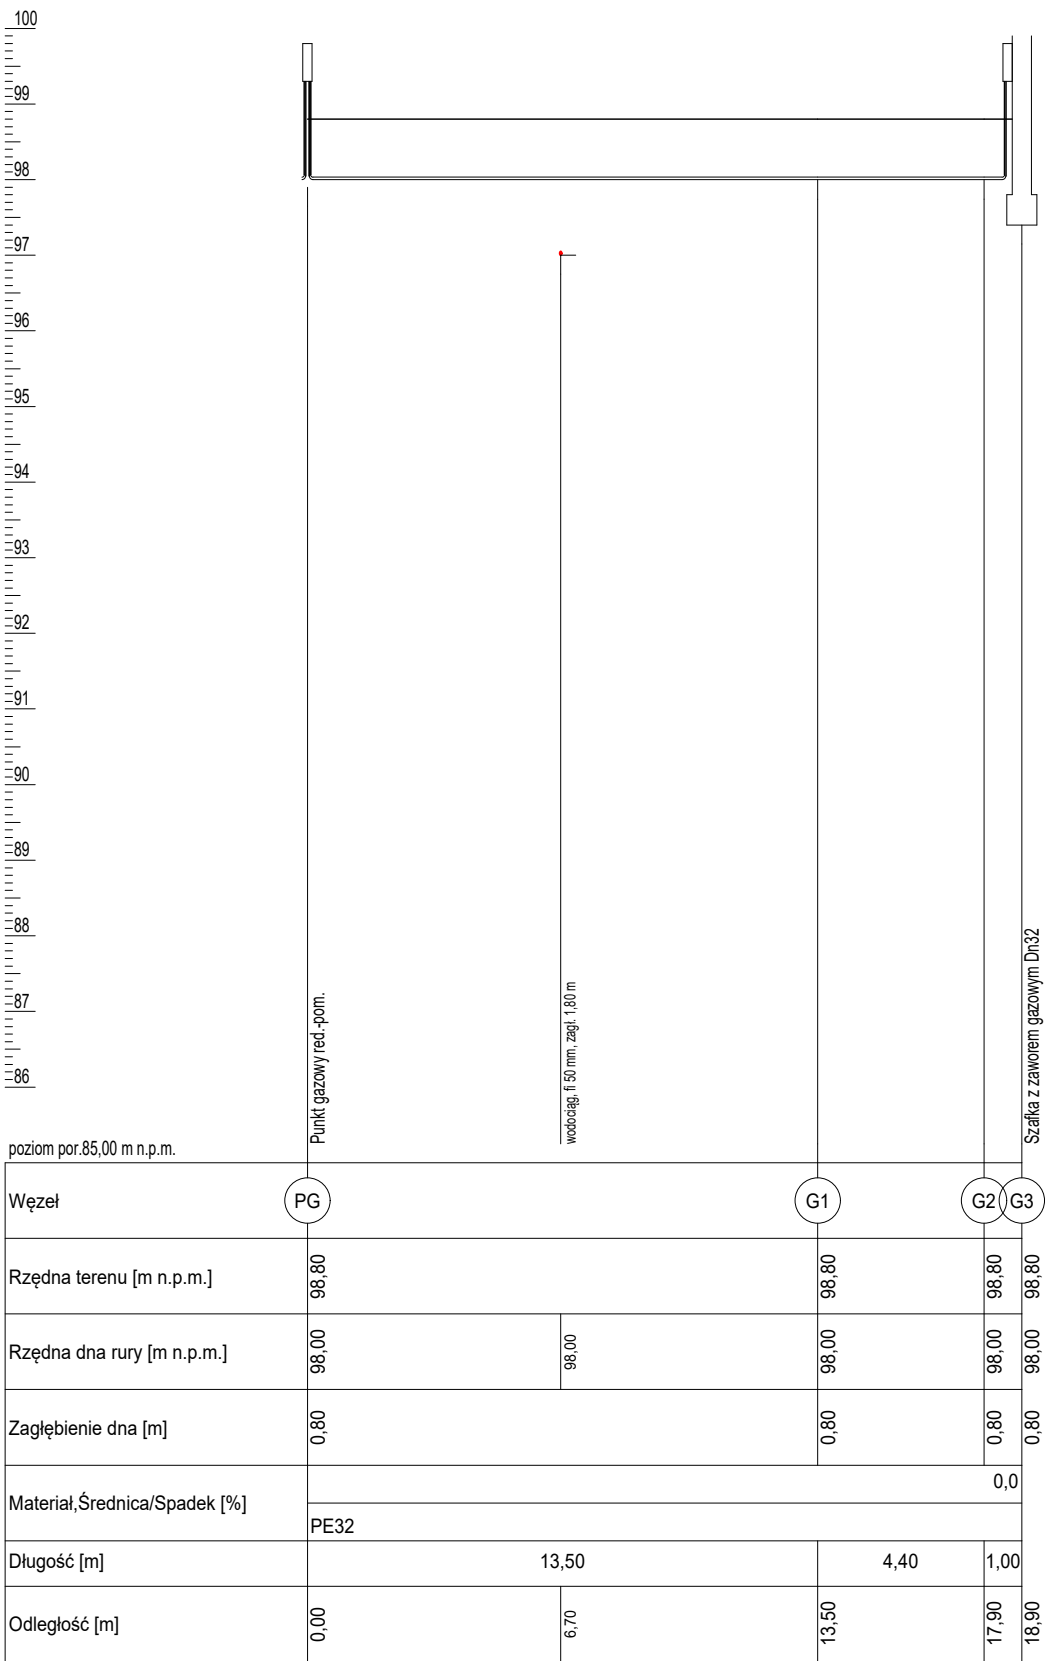 100
99
98
97
96
95
94
93
92
91
90
89
88
87
86
Punkt gazowy red.-pom.
wodociąg, fi 50 mm, zagł. 1,80 m
Szafka z zaworem gazowym Dn32
poziom por.85,00 m n.p.m.
Węzeł PG G1 G2 G3
Rzędna terenu [m n.p.m.] 98,80 98,80 98,80 98,80
Rzędna dna rury [m n.p.m.] 98,00 98,00 98,00 98,00 98,00
Zagłębienie dna [m] 0,80 0,80 0,80 0,80
Materiał,Średnica/Spadek [%] 0,0
PE32
Długość [m] 13,50 4,40 1,00
Odległość [m] 0,00 6,70 13,50 17,90 18,90